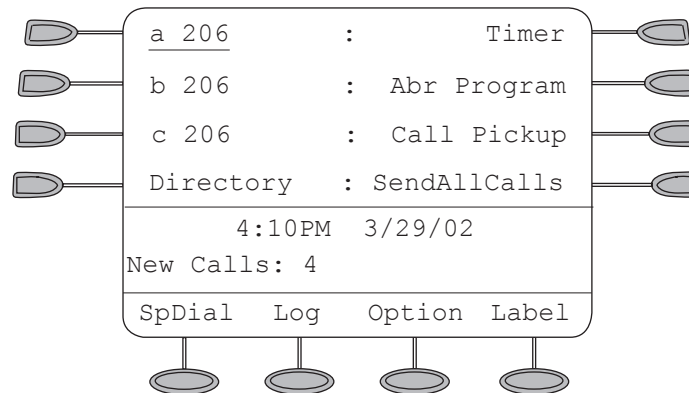 a 206 : Timer
b 206 : Abr Program
c 206 : Call Pickup
Directory : SendAllCalls
4:10PM 3/29/02
New Calls: 4
SpDial Log Option Label